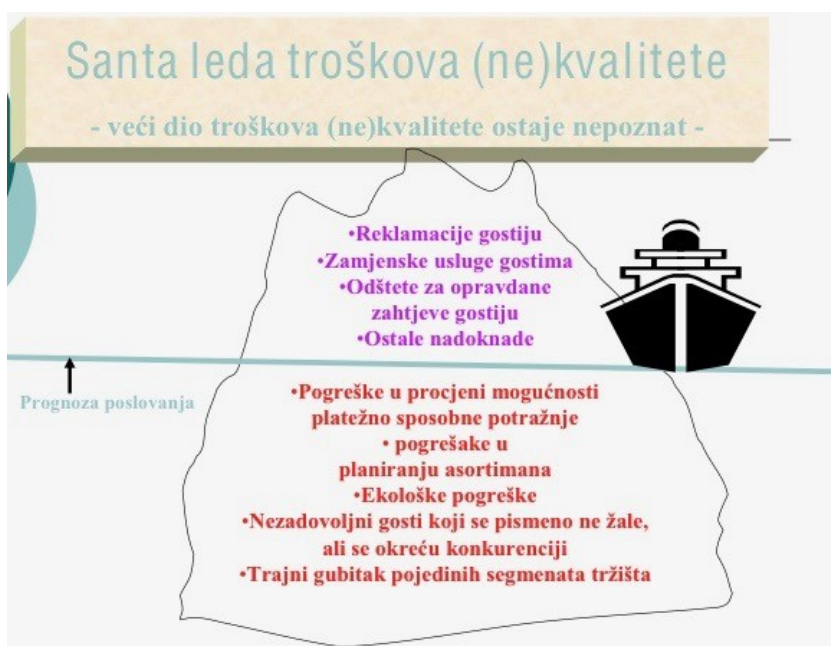 Santa leda troškova (ne)kvalitete
- veći dio troškova (ne)kvalitete ostaje nepoznat -
•Reklamacije gostiju
•Zamjenske usluge gostima
•Odštete za opravdane
zahtjeve gostiju
•Ostale nadoknade
Prognoza poslovanja
•Pogreške u procjeni mogućnosti
platežno sposobne potražnje
• pogrešake u
planiranju asortimana
•Ekološke pogreške
•Nezadovoljni gosti koji se pismeno ne žale,
ali se okreću konkurenciji
•Trajni gubitak pojedinih segmenata tržišta